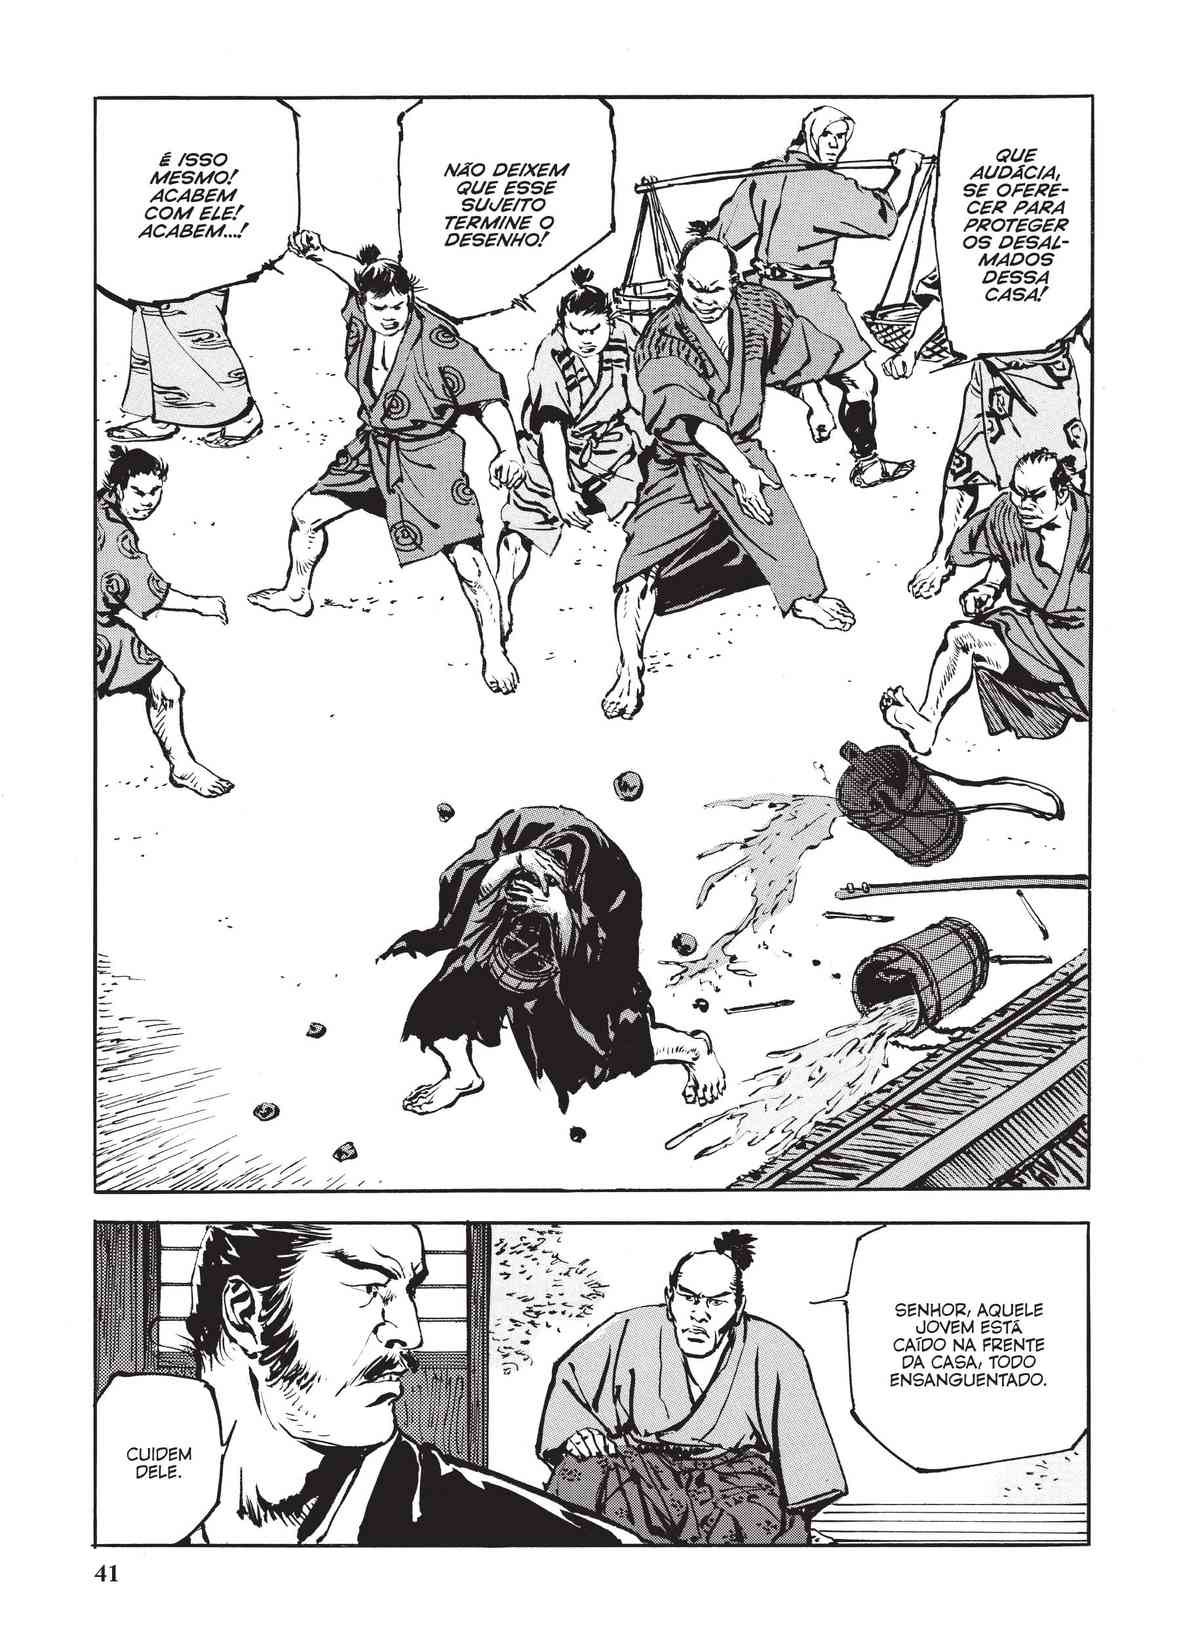 QUE
AUDÁCIA,
SE OFERE-
CER PARA
PROTEGER
OS DESAL-
MADOS
DESSA
CASA!
NÃO DEIXEM
QUE ESSE
SUJEITO
TERMINE O
DESENHO!
É ISSO
MESMO!
ACABEM
COM ELE!
ACABEM...!
SENHOR, AQUELE
JOVEM ESTÁ
CAÍDO NA FRENTE
DA CASA, TODO
ENSANGUENTADO.
CUIDEM
DELE.
41